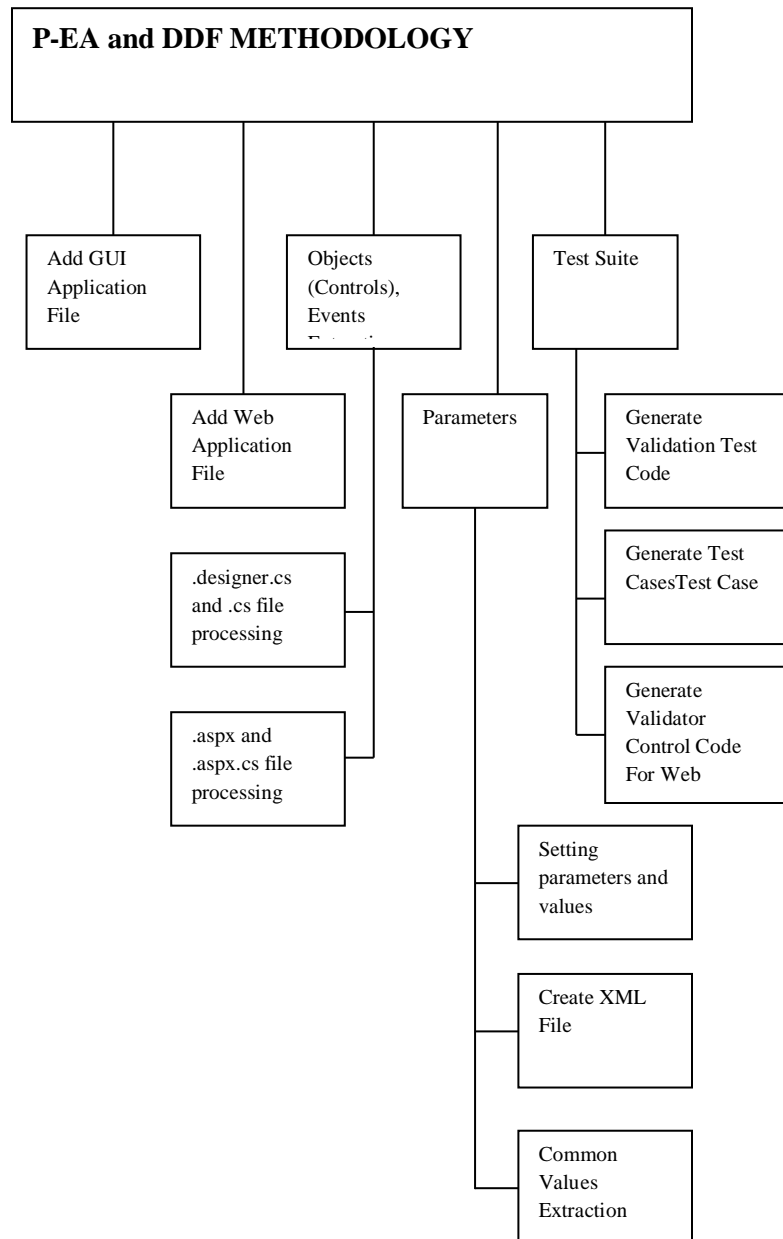 P-EA and DDF METHODOLOGY
Add GUI
Application
File
Objects
(Controls),
Events
Test Suite
Add Web
Application
File
Parameters
Generate
Validation Test
Code
.designer.cs
and .cs file
processing
Generate Test
CasesTest Case
.aspx and
.aspx.cs file
processing
Generate
Validator
Control Code
For Web
Setting
parameters and
values
Create XML
File
Common
Values
Extraction